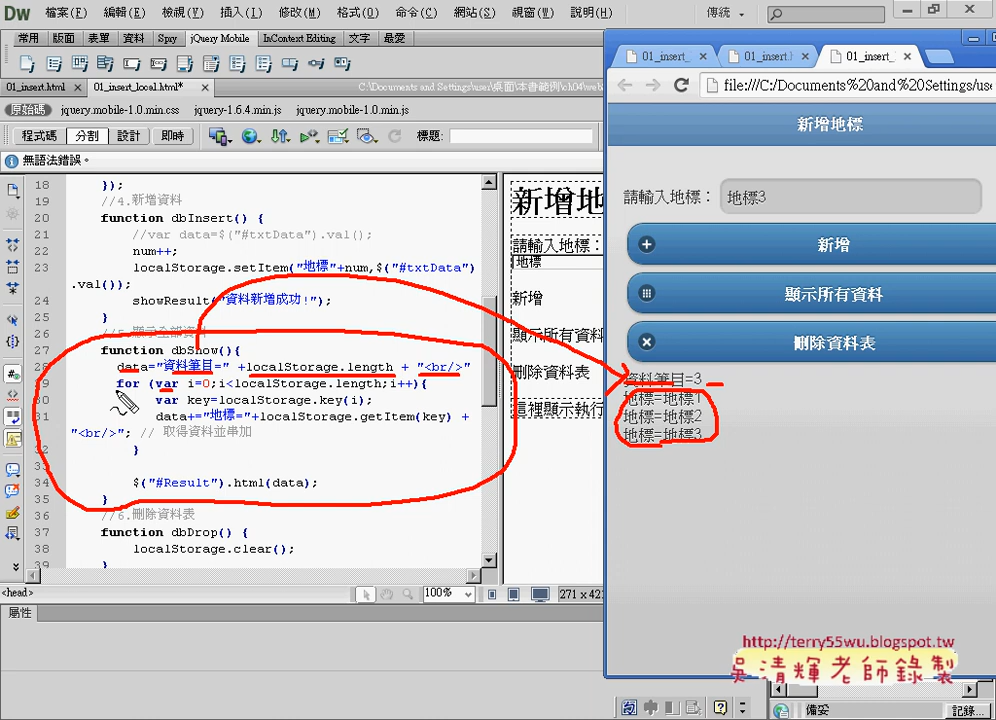 Dw 檔案(F) 編輯(E) 檢視(V) 插入(I) 修改(M) 格式(O) 命令(C) 網站(S) 視窗(W) 說明(H) 傳統
常用 版面 表單 資料 Spry jQuery Mobile InContext Editing 文字 最愛
01_insert.html 01_insert_local.html*
原始碼 jquery.mobile-1.0.min.css jquery-1.6.4.min.js jquery.mobile-1.0.min.js
程式碼 分割 設計 即時 標題:
無語法錯誤。
18 });
19 //4.新增資料
20 function dbInsert() {
21 //var data=$("#txtData").val();
22 num++;
23 localStorage.setItem("地標"+num,$("#txtData")
.val());
24 showResult("資料新增成功!");
25 }
26 //5.顯示全部資料
27 function dbShow(){
28 data="資料筆目=" +localStorage.length + "<br/>"
29 for (var i=0;i<localStorage.length;i++){
30 var key=localStorage.key(i);
31 data+="地標="+localStorage.getItem(key) +
"<br/>"; // 取得資料並串加
32 }
33
34 $("#Result").html(data);
35 }
36 //6.刪除資料表
37 function dbDrop() {
38 localStorage.clear();
39 }
<head>
100% 271 x 421
屬性
新增地
請輸入地標:
地標
新增
顯示所有資料
刪除資料表
這裡顯示執行
01_insert_ 01_insert.l 01_insert_
file:///C:/Documents%20and%20Settings/use
新增地標
請輸入地標: 地標3
新增
顯示所有資料
刪除資料表
資料筆目=3
地標=地標1
地標=地標2
地標=地標3
http://terry55wu.blogspot.tw
吳清輝老師錄製
備妥 記錄...